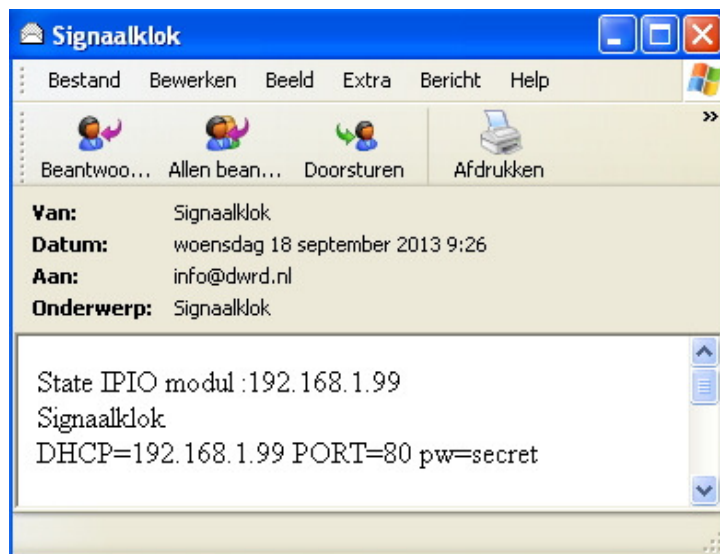 Signaalklok
Bestand Bewerken Beeld Extra Bericht Help
Beantwoo... Allen bean... Doorsturen Afdrukken
Van: Signaalklok
Datum: woensdag 18 september 2013 9:26
Aan: info@dwrd.nl
Onderwerp: Signaalklok
State IPIO modul :192.168.1.99
Signaalklok
DHCP=192.168.1.99 PORT=80 pw=secret